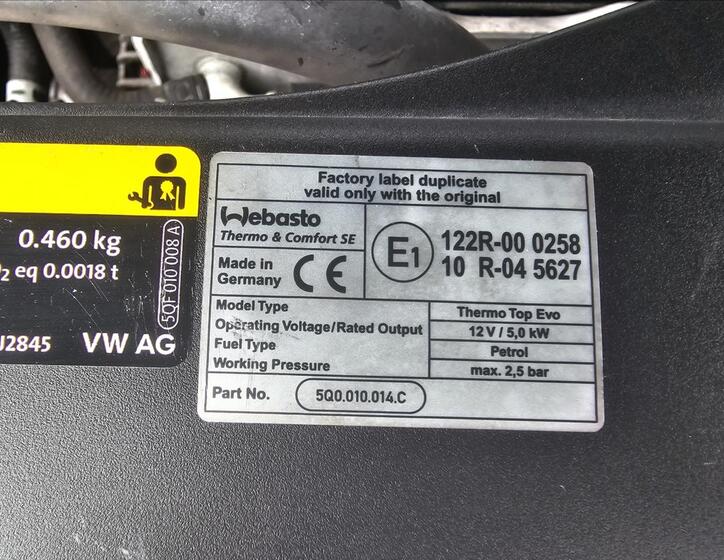 0.460 kg
₂ eq 0.0018 t
J2845 VW AG
5QF 010 008 A
Factory label duplicate
valid only with the original
Webasto
Thermo & Comfort SE
Made in
Germany
CE
E1
122R-00 0258
10 R-04 5627
Model Type Thermo Top Evo
Operating Voltage/Rated Output 12 V / 5,0 kW
Fuel Type Petrol
Working Pressure max. 2,5 bar
Part No. 5Q0.010.014.C